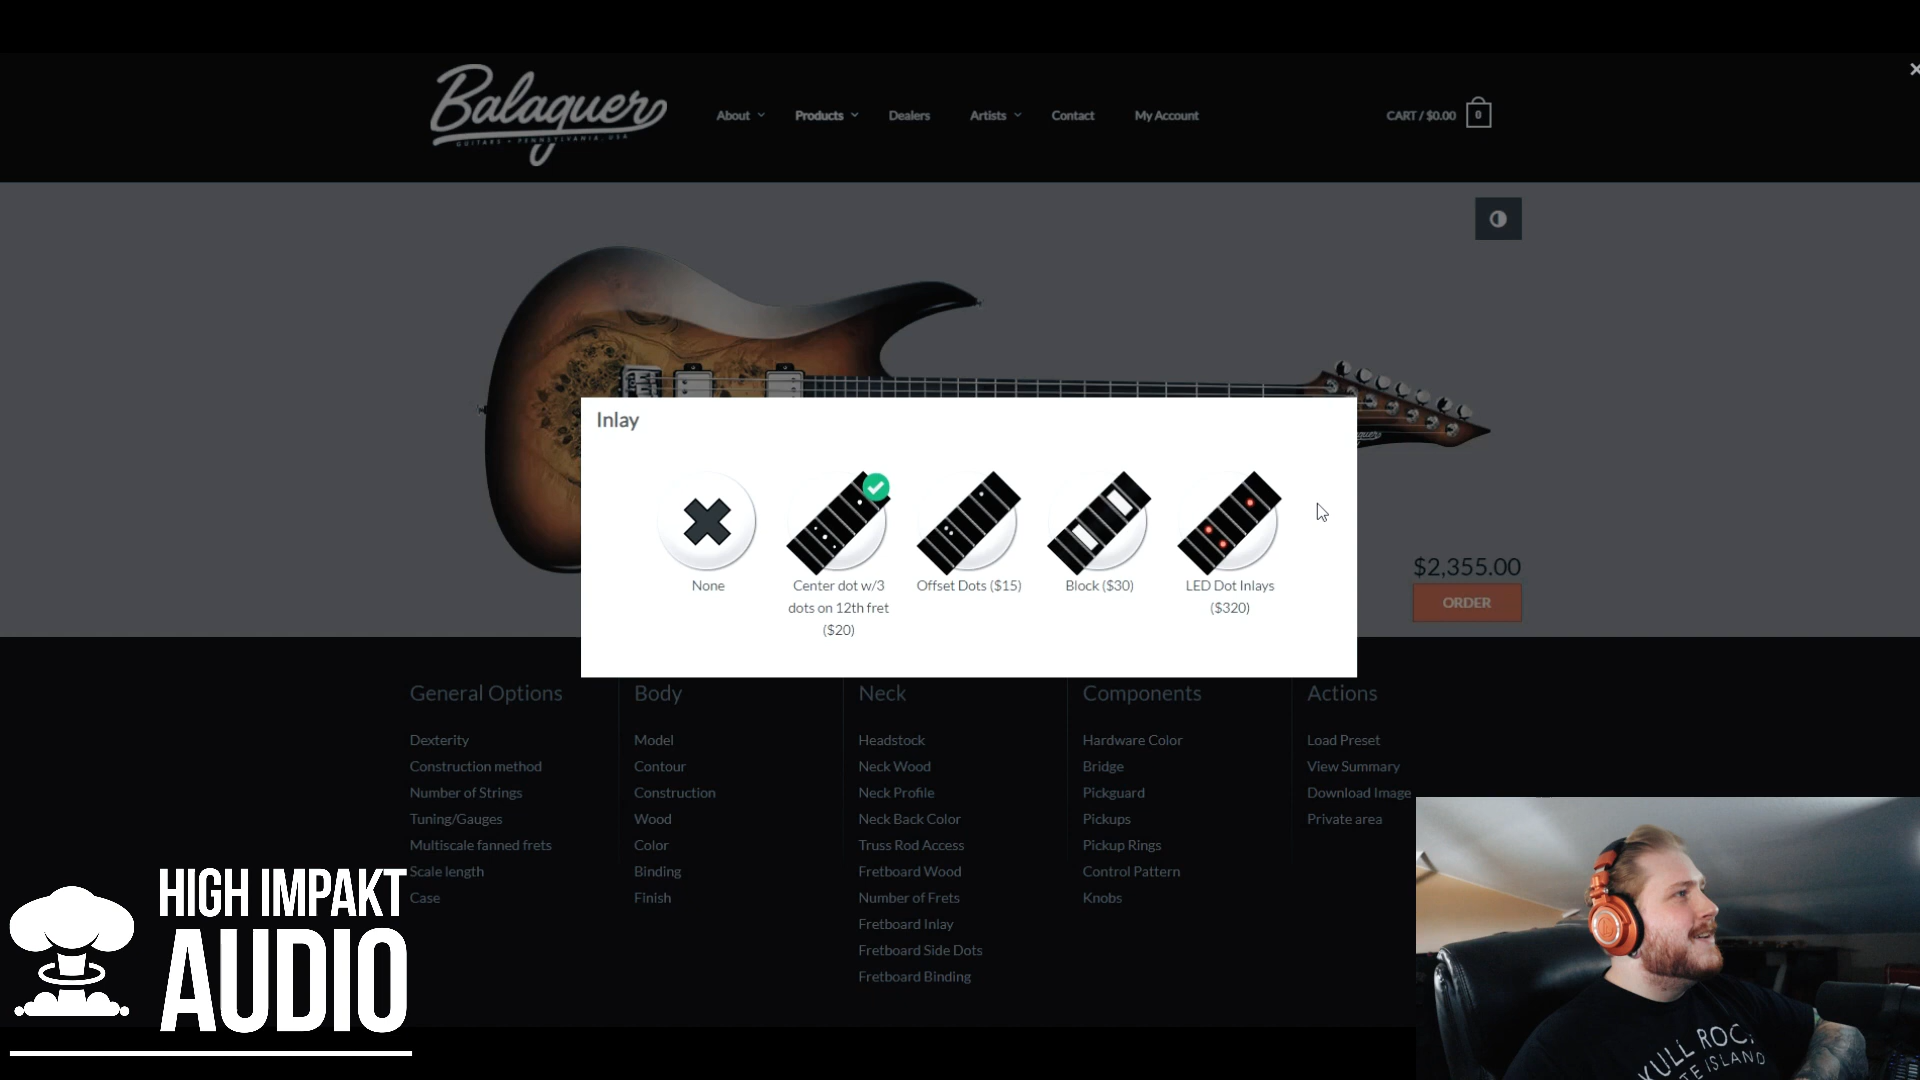 Balaguer
GUITARS • PENNSYLVANIA, USA
About
Products
Dealers
Artists
Contact
My Account
CART / $0.00
0
Inlay
None
Center dot w/3
dots on 12th fret
($20)
Offset Dots ($15)
Block ($30)
LED Dot Inlays
($320)
$2,355.00
ORDER
General Options
Dexterity
Construction method
Number of Strings
Tuning/Gauges
Multiscale fanned frets
Scale length
Case
Body
Model
Contour
Construction
Wood
Color
Binding
Finish
Neck
Headstock
Neck Wood
Neck Profile
Neck Back Color
Truss Rod Access
Fretboard Wood
Number of Frets
Fretboard Inlay
Fretboard Side Dots
Fretboard Binding
Components
Hardware Color
Bridge
Pickguard
Pickups
Pickup Rings
Control Pattern
Knobs
Actions
Load Preset
View Summary
Download Image
Private area
HIGH IMPAKT
AUDIO
ISLAND